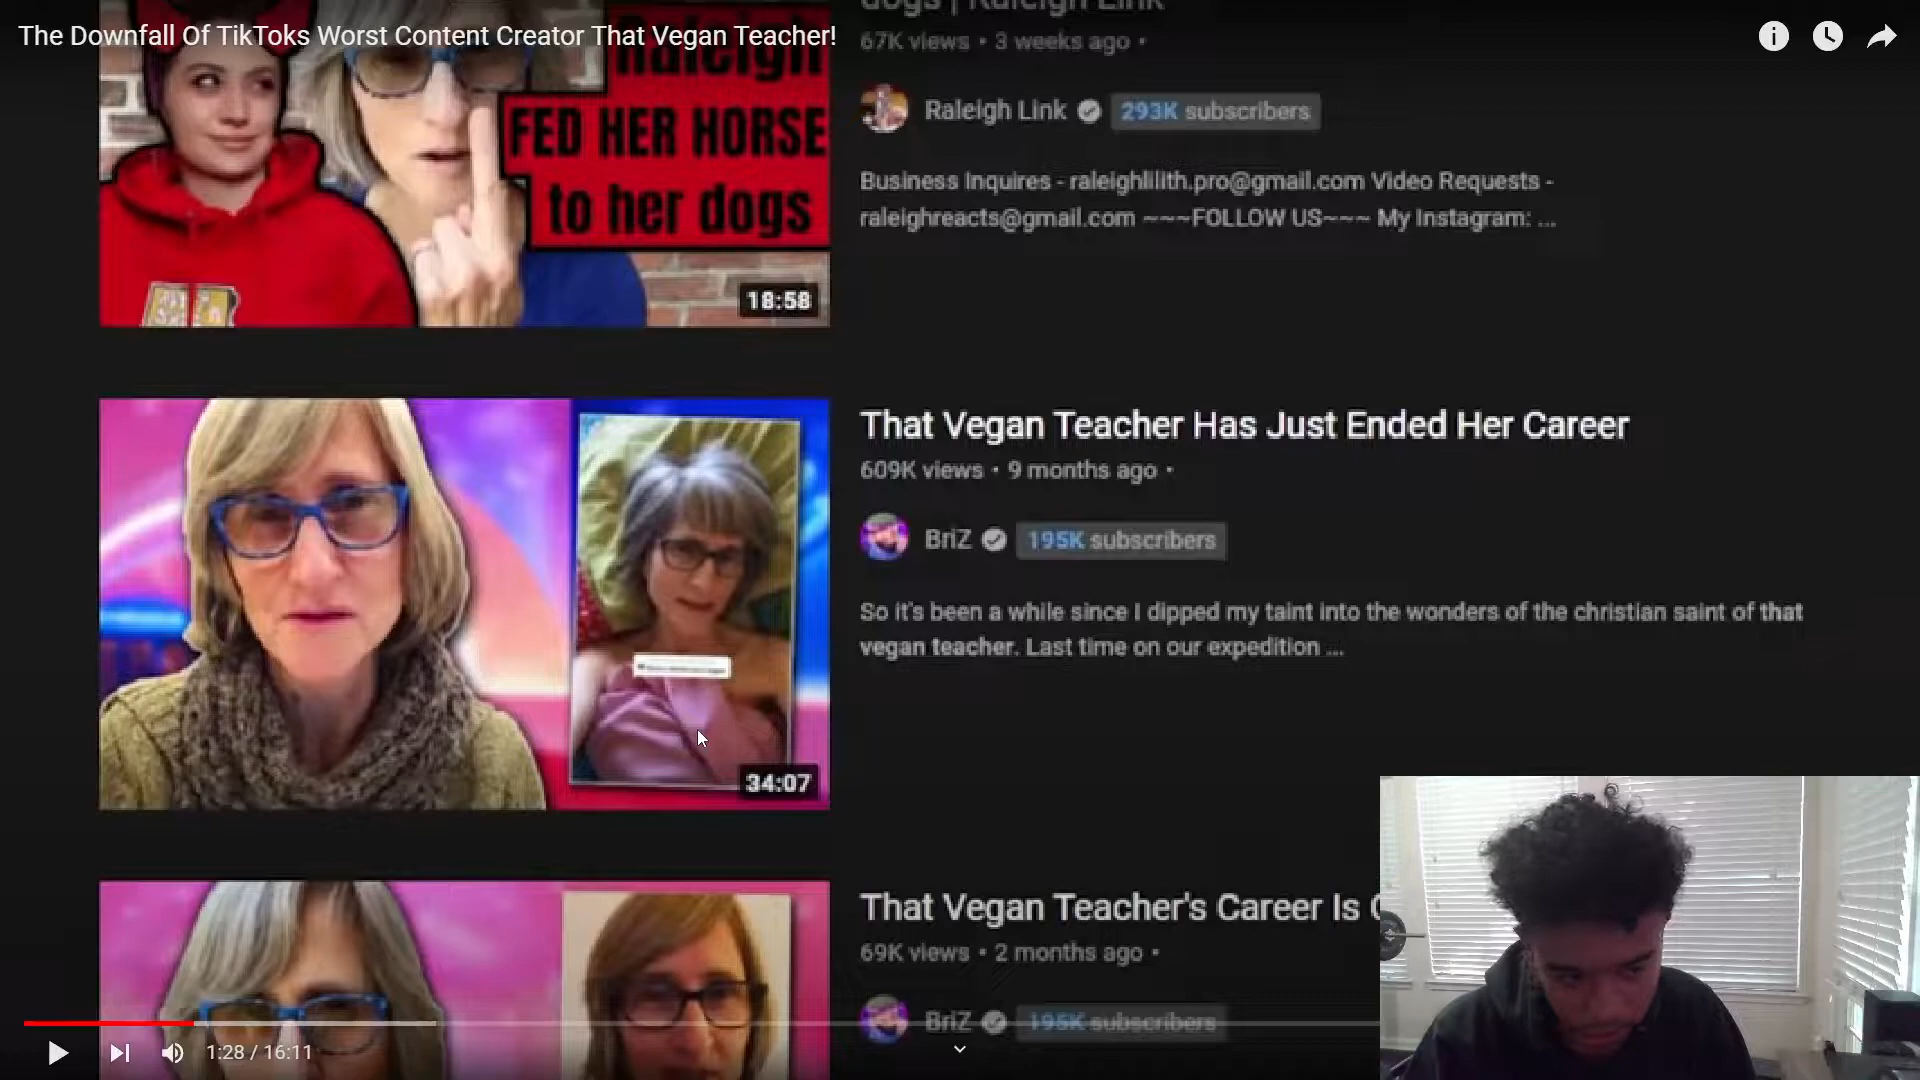 The Downfall Of TikToks Worst Content Creator That Vegan Teacher!
dogs | Raleigh Link
67K views • 3 weeks ago •
Raleigh
FED HER HORSE
to her dogs
18:58
Raleigh Link
293K subscribers
Business Inquires - raleighlilith.pro@gmail.com Video Requests -
raleighreacts@gmail.com ~~~FOLLOW US~~~ My Instagram: ...
That Vegan Teacher Has Just Ended Her Career
609K views • 9 months ago •
BriZ
195K subscribers
So it's been a while since I dipped my taint into the wonders of the christian saint of that
vegan teacher. Last time on our expedition ...
34:07
That Vegan Teacher's Career Is
69K views • 2 months ago •
BriZ
195K subscribers
1:28 / 16:11